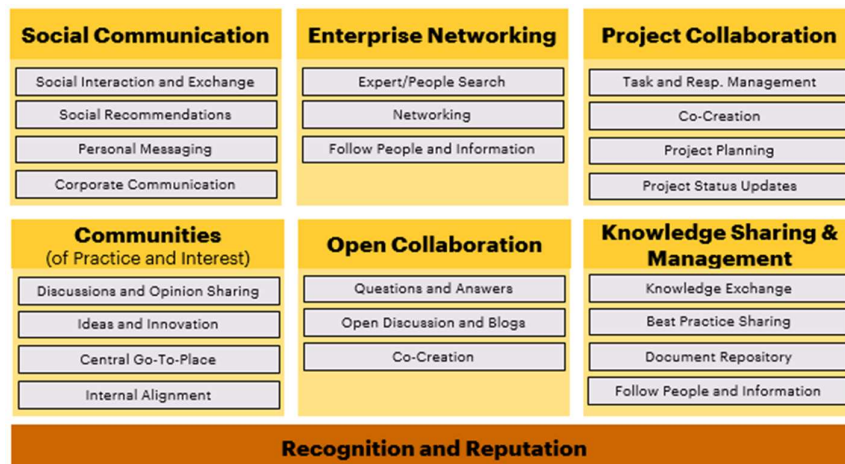 Social Communication
Social Interaction and Exchange
Social Recommendations
Personal Messaging
Corporate Communication
Enterprise Networking
Expert/People Search
Networking
Follow People and Information
Project Collaboration
Task and Resp. Management
Co-Creation
Project Planning
Project Status Updates
Communities
(of Practice and Interest)
Discussions and Opinion Sharing
Ideas and Innovation
Central Go-To-Place
Internal Alignment
Open Collaboration
Questions and Answers
Open Discussion and Blogs
Co-Creation
Knowledge Sharing &
Management
Knowledge Exchange
Best Practice Sharing
Document Repository
Follow People and Information
Recognition and Reputation